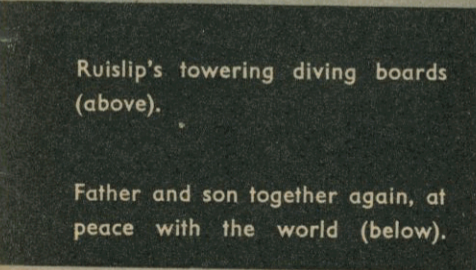 Ruislip's towering diving boards
(above).
Father and son together again, at
peace with the world (below).